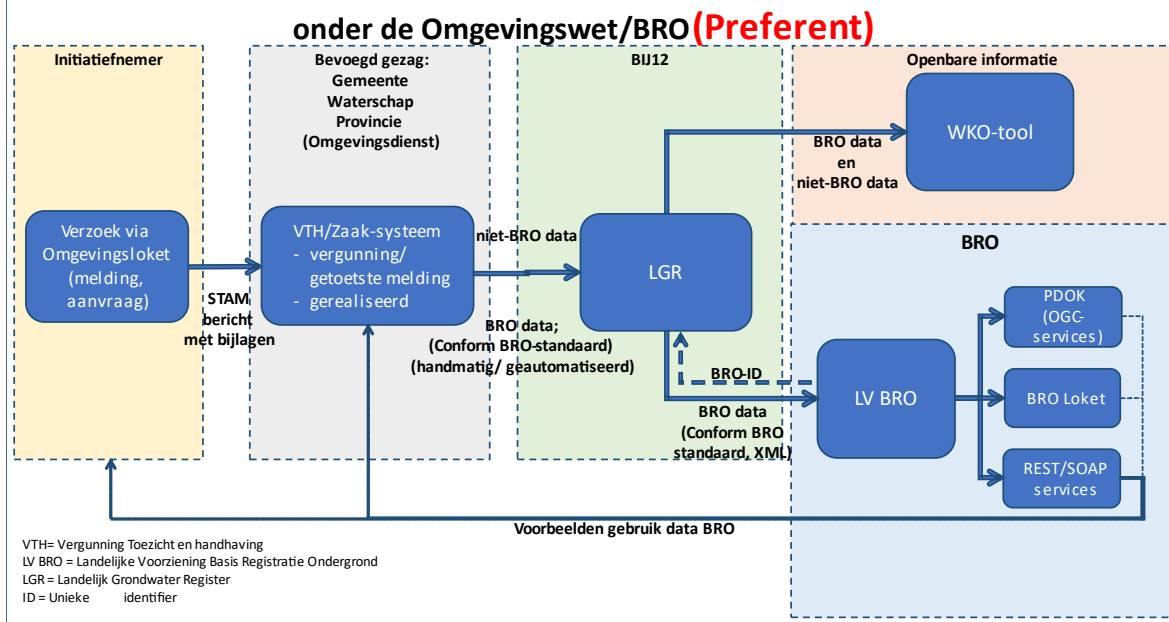 onder de Omgevingswet/BRO (Preferent)
Initiatiefnemer
Verzoek via
Omgevingsloket
(melding,
aanvraag)
STAM
bericht
met bijlagen
Bevoegd gezag:
Gemeente
Waterschap
Provincie
(Omgevingsdienst)
VTH/Zaak-systeem
- vergunning/
getoetste melding
- gerealiseerd
niet-BRO data
BRO data;
(Conform BRO-standaard)
(handmatig/ geautomatiseerd)
BIJ12
LGR
BRO-ID
BRO data
(Conform BRO
standaard, XML)
Openbare informatie
WKO-tool
BRO data
en
niet-BRO data
BRO
LV BRO
PDOK
(OGC-
services)
BRO Loket
REST/SOAP
services
Voorbeelden gebruik data BRO
VTH= Vergunning Toezicht en handhaving
LV BRO = Landelijke Voorziening Basis Registratie Ondergrond
LGR = Landelijk Grondwater Register
ID = Unieke identifier